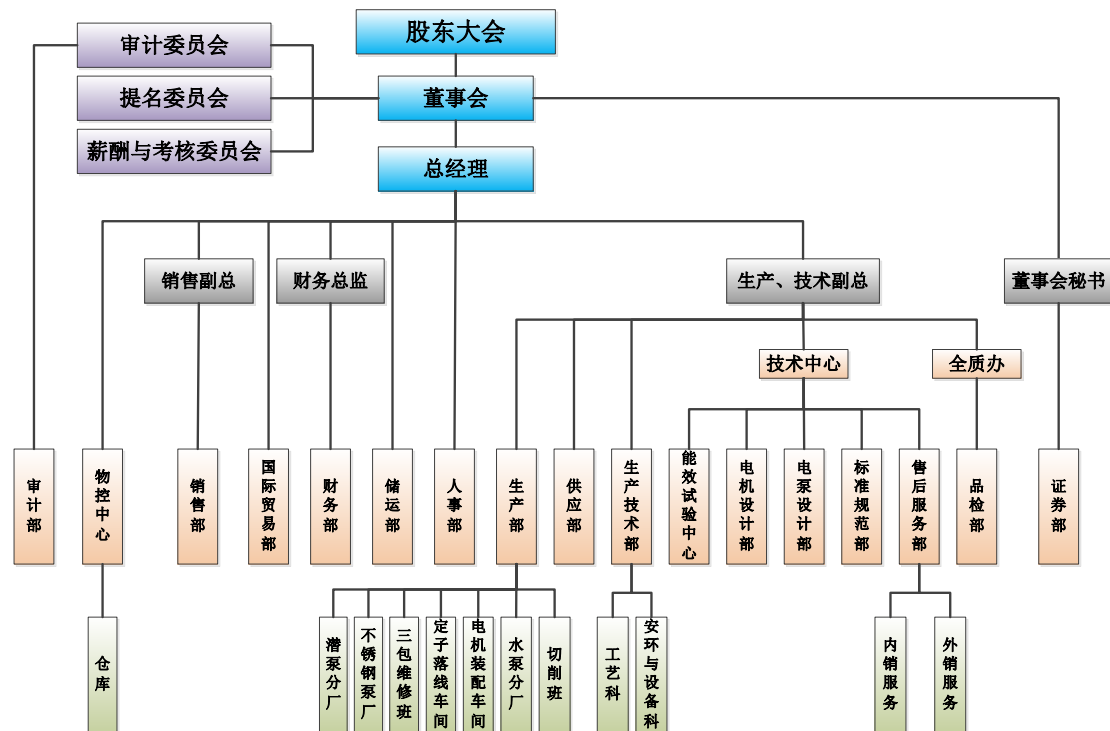 股东大会
审计委员会
提名委员会
董事会
薪酬与考核委员会
总经理
销售副总
财务总监
生产、技术副总
董事会秘书
技术中心
全质办
审计部
物控中心
销售部
国际贸易部
财务部
储运部
人事部
生产部
供应部
生产技术部
能效试验中心
电机设计部
电泵设计部
标准规范部
售后服务部
品检部
证券部
仓库
潜泵分厂
不锈钢泵厂
三包维修班
定子落线车间
电机装配车间
水泵分厂
切削班
工艺科
安环与设备科
内销服务
外销服务